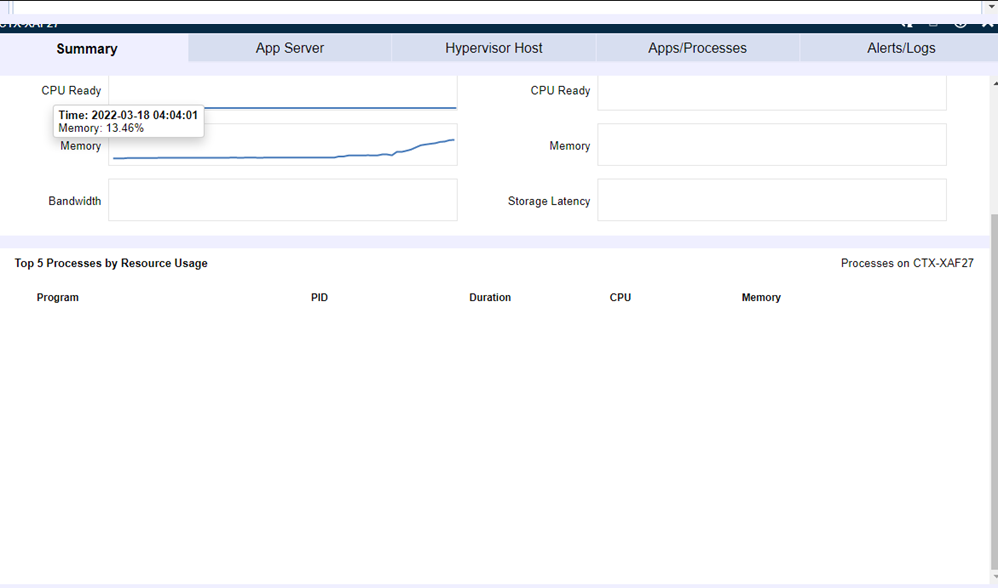 CTX-XAF27
Summary App Server Hypervisor Host Apps/Processes Alerts/Logs
CPU Ready CPU Ready
Time: 2022-03-18 04:04:01
Memory: 13.46%
Memory Memory
Bandwidth Storage Latency
Top 5 Processes by Resource Usage Processes on CTX-XAF27
Program PID Duration CPU Memory